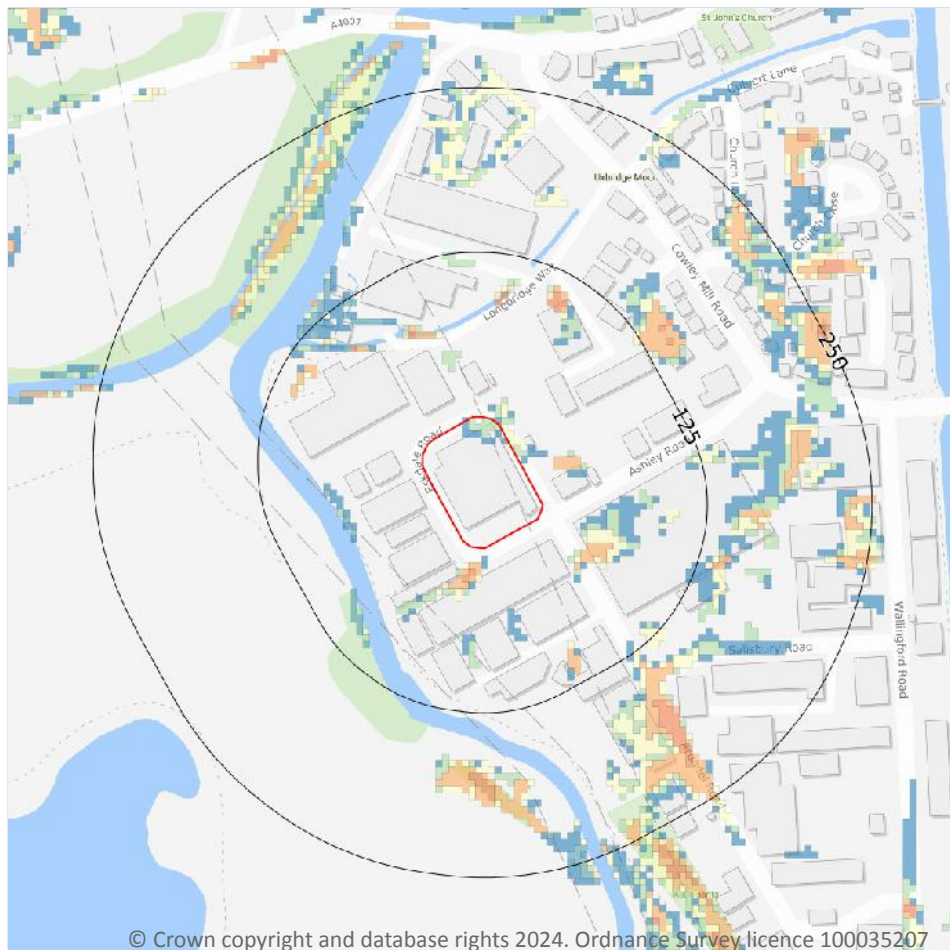 A4007
St John's Church
Culvert Lane
Uxbridge Moor
Church Close
Cowley Mill Road
Longbridge Way
250
125
Ashley Road
Wallingford Road
Salisbury Road
© Crown copyright and database rights 2024. Ordnance Survey licence 100035207